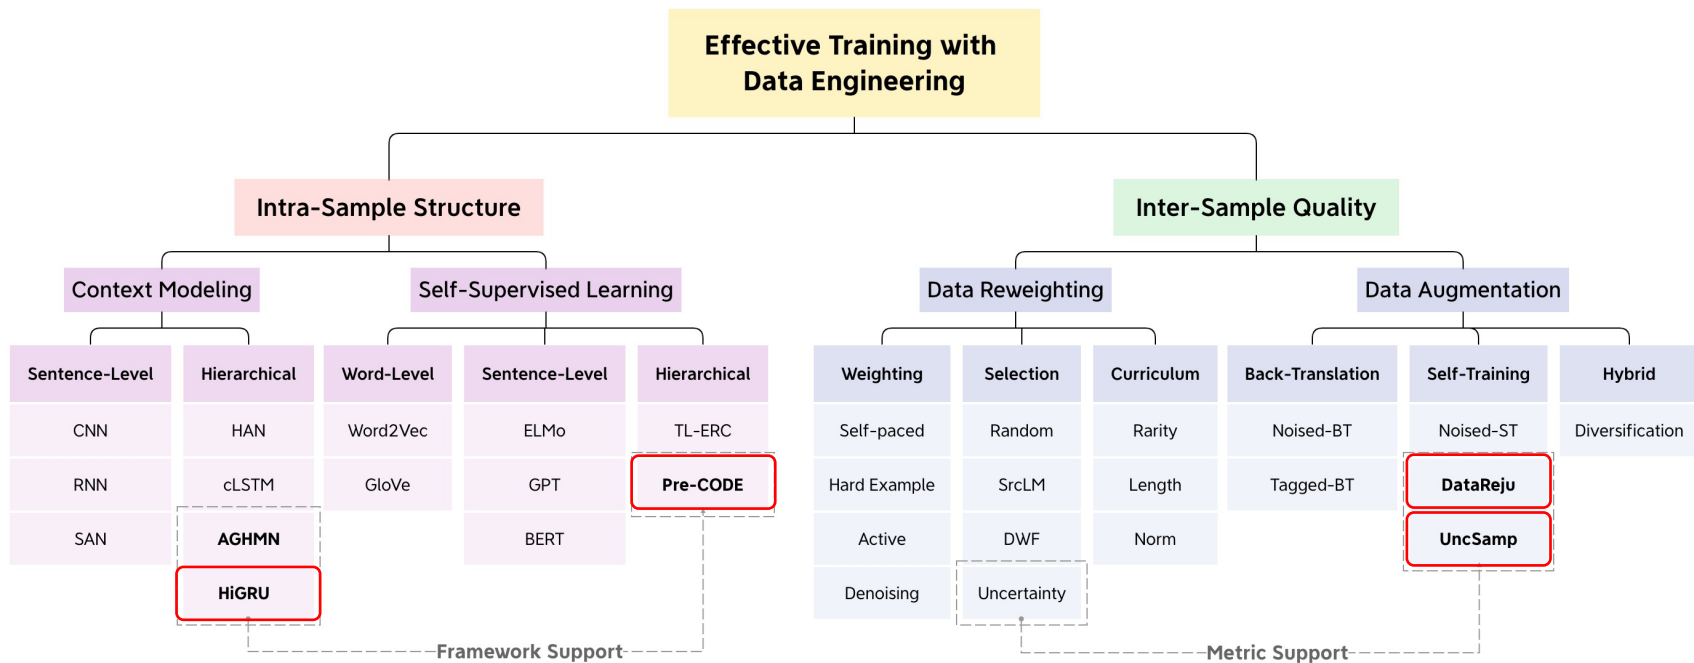 Effective Training with
Data Engineering
Intra-Sample Structure
Inter-Sample Quality
Context Modeling
Self-Supervised Learning
Data Reweighting
Data Augmentation
Sentence-Level
Hierarchical
Word-Level
Sentence-Level
Hierarchical
Weighting
Selection
Curriculum
Back-Translation
Self-Training
Hybrid
CNN
HAN
Word2Vec
ELMo
TL-ERC
Self-paced
Random
Rarity
Noised-BT
Noised-ST
Diversification
RNN
cLSTM
GloVe
GPT
Pre-CODE
Hard Example
SrcLM
Length
Tagged-BT
DataReju
SAN
AGHMN
BERT
Active
DWF
Norm
UncSamp
HiGRU
Denoising
Uncertainty
Framework Support
Metric Support